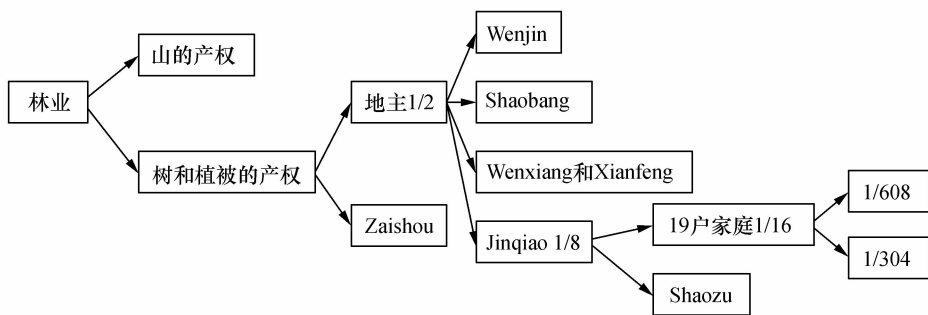 林业
山的产权
树和植被的产权
地主1/2
Zaishou
Wenjin
Shaobang
Wenxiang和Xianfeng
Jinqiao 1/8
19户家庭1/16
Shaozu
1/608
1/304